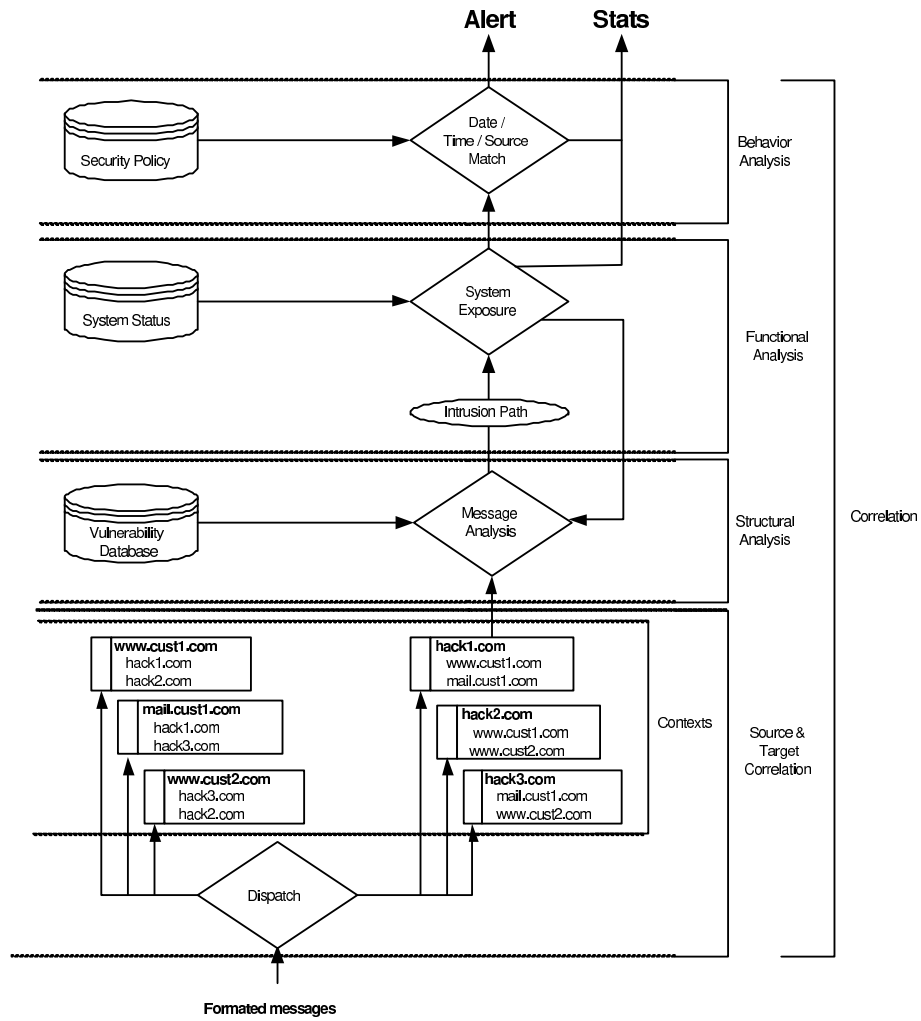 Alert
Stats
Date /
Time / Source
Match
Security Policy
Behavior
Analysis
System
Exposure
System Status
Functional
Analysis
Intrusion Path
Message
Analysis
Vulnerability
Database
Structural
Analysis
Correlation
www.cust1.com
hack1.com
hack2.com
mail.cust1.com
hack1.com
hack3.com
www.cust2.com
hack3.com
hack2.com
hack1.com
www.cust1.com
mail.cust1.com
hack2.com
www.cust1.com
www.cust2.com
hack3.com
mail.cust1.com
www.cust2.com
Contexts
Source &
Target
Correlation
Dispatch
Formated messages